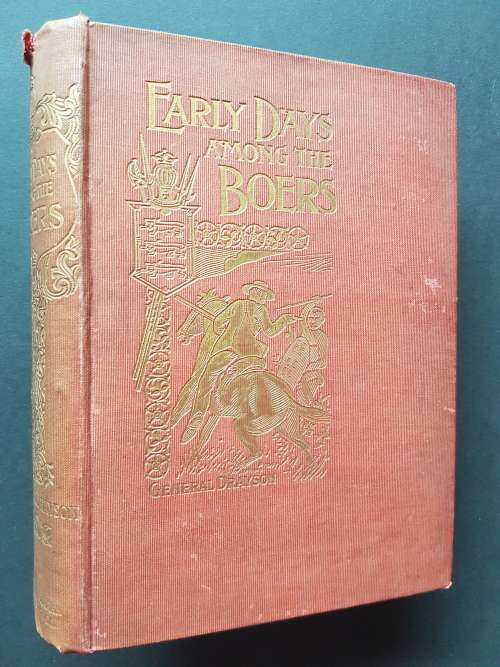 EARLY DAYS
AMONG THE
BOERS
GENERAL DRAYSON